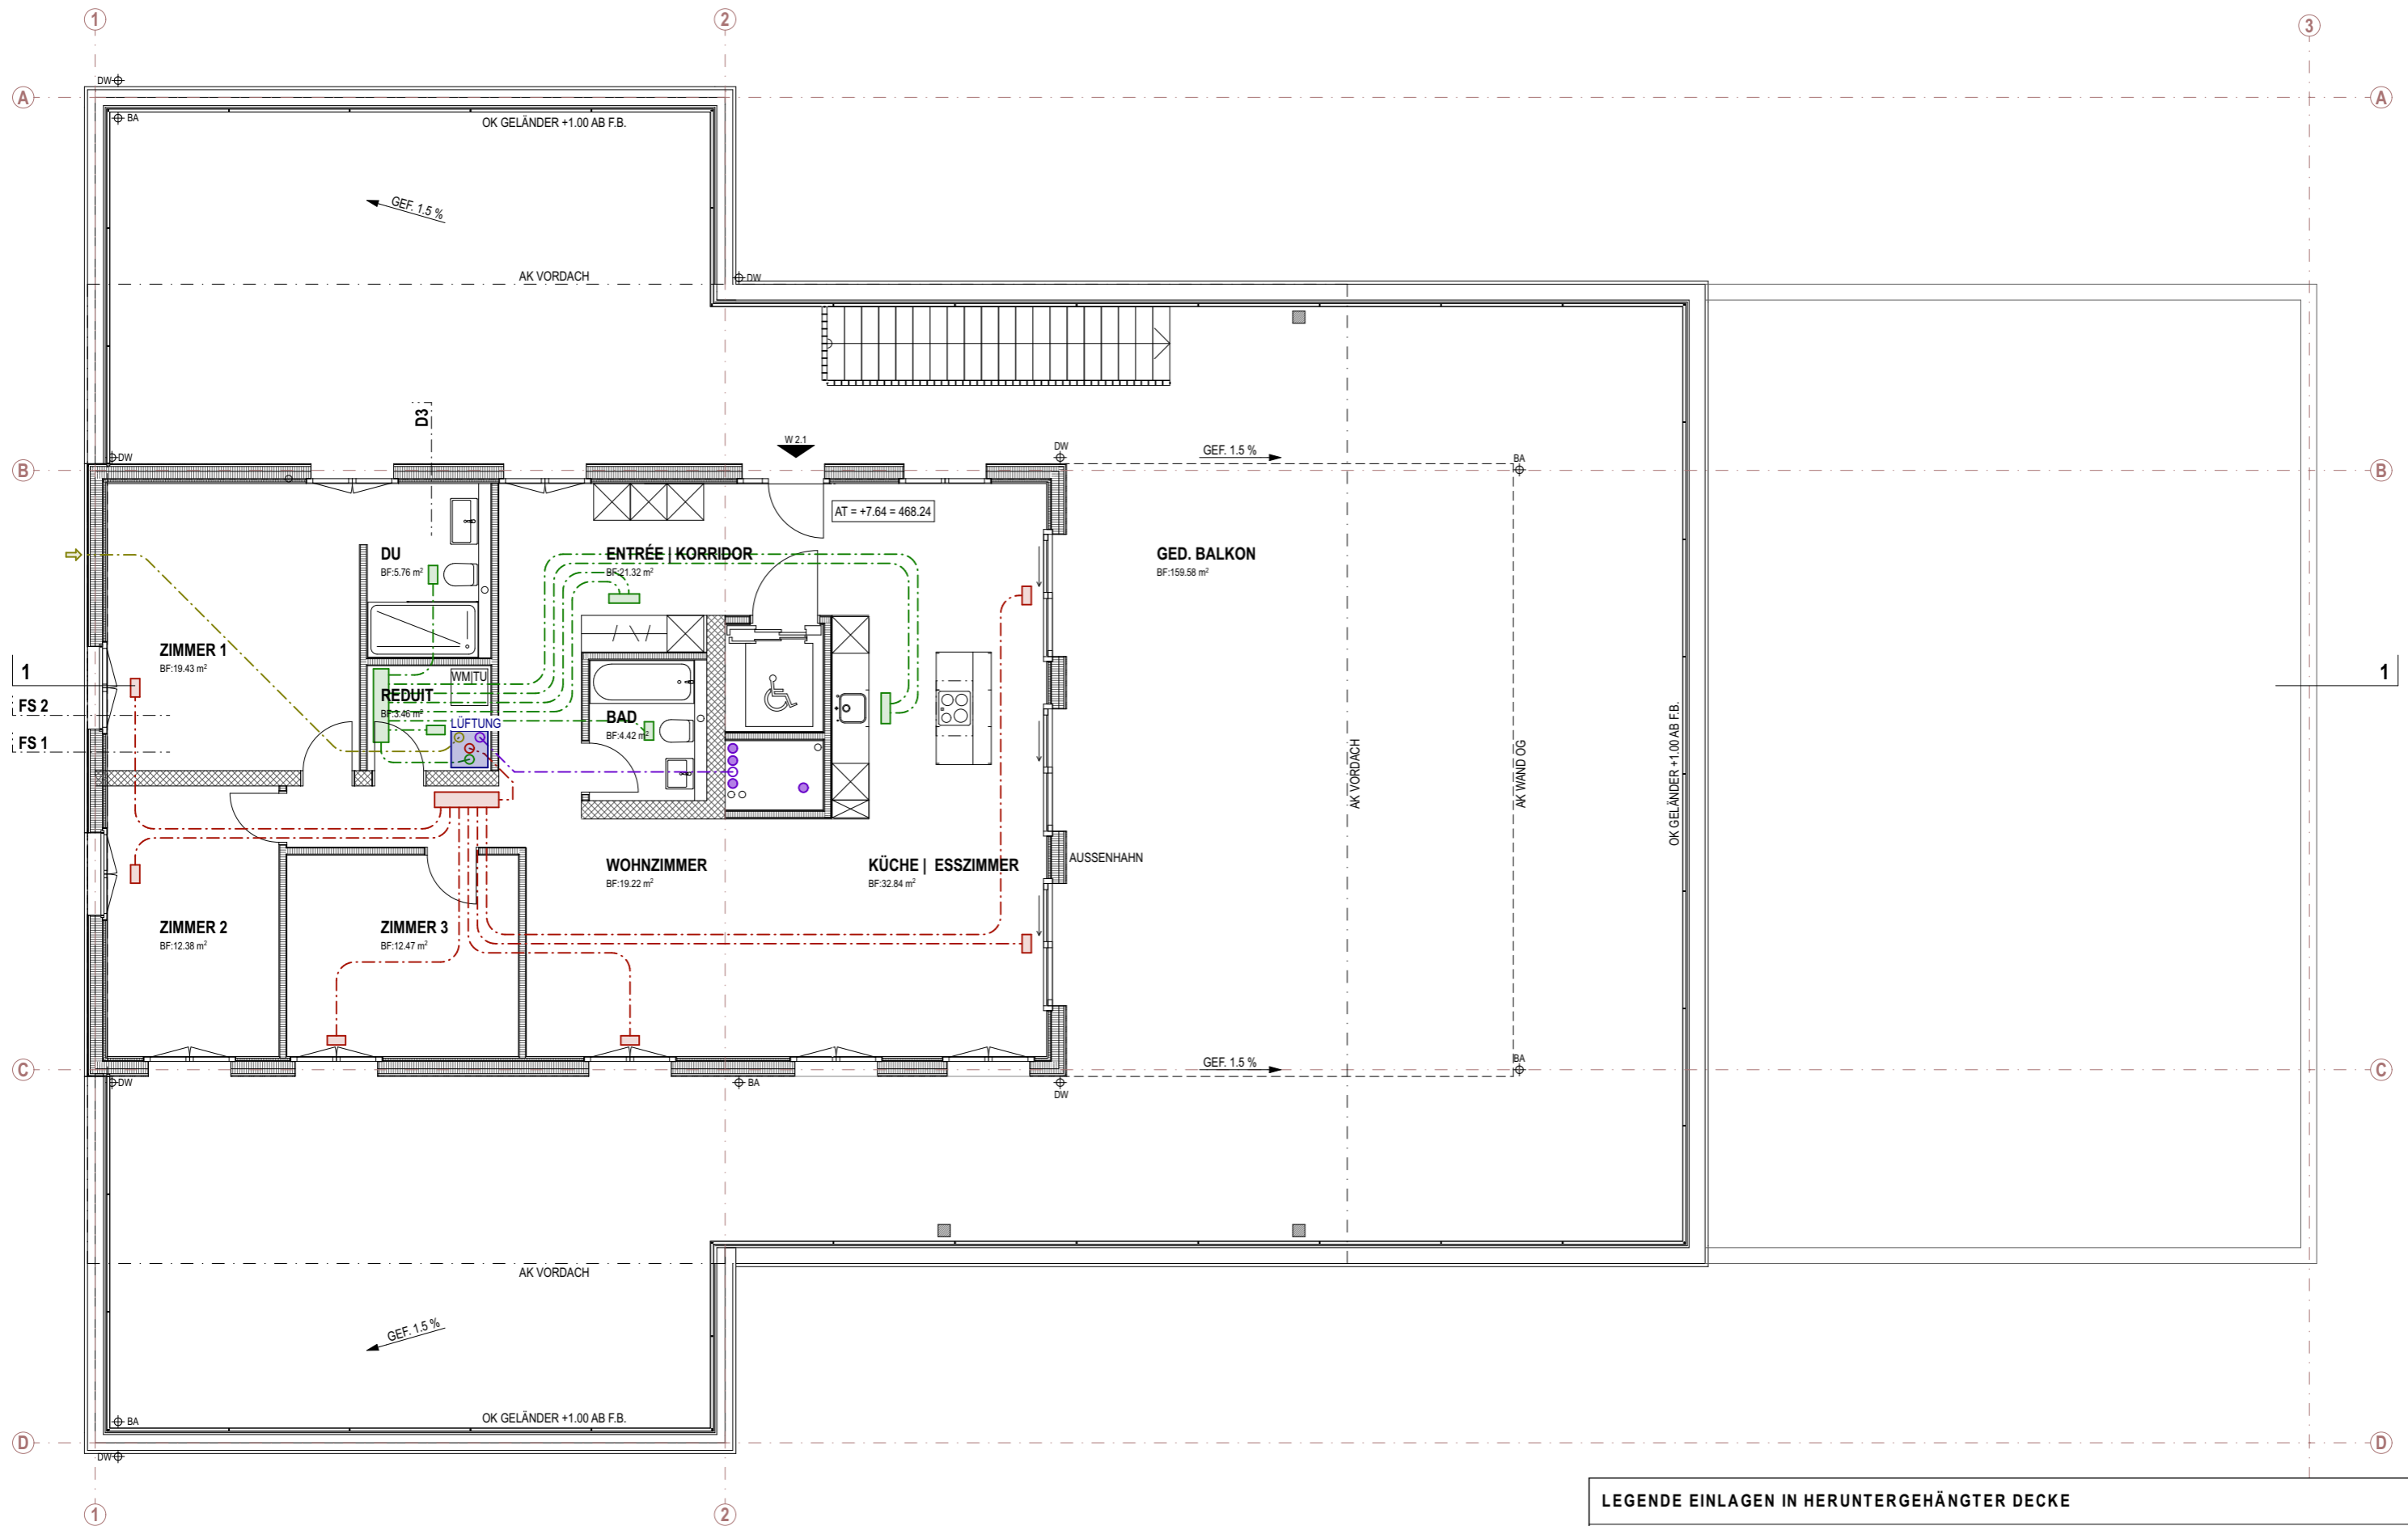 1
2
3
DW
A
A
BA
OK GELÄNDER +1.00 AB F.B.
GEF. 1.5 %
AK VORDACH
DW
D3
W 2.1
DW
DW
GEF. 1.5 %
BA
B
B
AT = +7.64 = 468.24
DU
BF:5.76 m²
ENTRÉE | KORRIDOR
BF:21.32 m²
GED. BALKON
BF:159.58 m²
ZIMMER 1
BF:19.43 m²
1
1
WM|TU
REDUIT
BF:3.46 m²
FS 2
LÜFTUNG
BAD
BF:4.42 m²
FS 1
AK VORDACH
AK WAND OG
OK GELÄNDER +1.00 AB F.B.
WOHNZIMMER
BF:19.22 m²
KÜCHE | ESSZIMMER
BF:32.84 m²
AUSSENHAHN
ZIMMER 2
BF:12.38 m²
ZIMMER 3
BF:12.47 m²
GEF. 1.5 %
BA
C
C
DW
BA
DW
AK VORDACH
GEF. 1.5 %
BA
OK GELÄNDER +1.00 AB F.B.
D
D
DW
1
2
LEGENDE EINLAGEN IN HERUNTERGEHÄNGTER DECKE